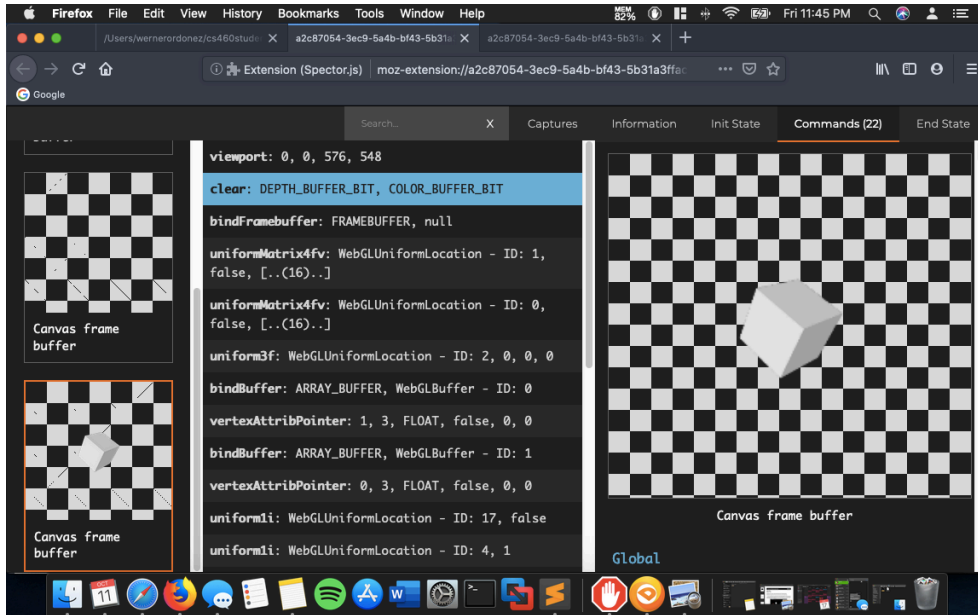 Firefox File Edit View History Bookmarks Tools Window Help MEM 82% Fri 11:45 PM
/Users/wernerordonez/cs460stude a2c87054-3ec9-5a4b-bf43-5b31a a2c87054-3ec9-5a4b-bf43-5b31a
Extension (Spector.js) moz-extension://a2c87054-3ec9-5a4b-bf43-5b31a3ffac
Google
Search... X Captures Information Init State Commands (22) End State
viewport: 0, 0, 576, 548
clear: DEPTH_BUFFER_BIT, COLOR_BUFFER_BIT
bindFramebuffer: FRAMEBUFFER, null
uniformMatrix4fv: WebGLUniformLocation - ID: 1,
false, [..(16)..]
uniformMatrix4fv: WebGLUniformLocation - ID: 0,
false, [..(16)..]
uniform3f: WebGLUniformLocation - ID: 2, 0, 0, 0
bindBuffer: ARRAY_BUFFER, WebGLBuffer - ID: 0
vertexAttribPointer: 1, 3, FLOAT, false, 0, 0
bindBuffer: ARRAY_BUFFER, WebGLBuffer - ID: 1
vertexAttribPointer: 0, 3, FLOAT, false, 0, 0
uniform1i: WebGLUniformLocation - ID: 17, false
uniform1i: WebGLUniformLocation - ID: 4, 1
Canvas frame
buffer
Canvas frame
buffer
Canvas frame buffer
Global
OCT
11